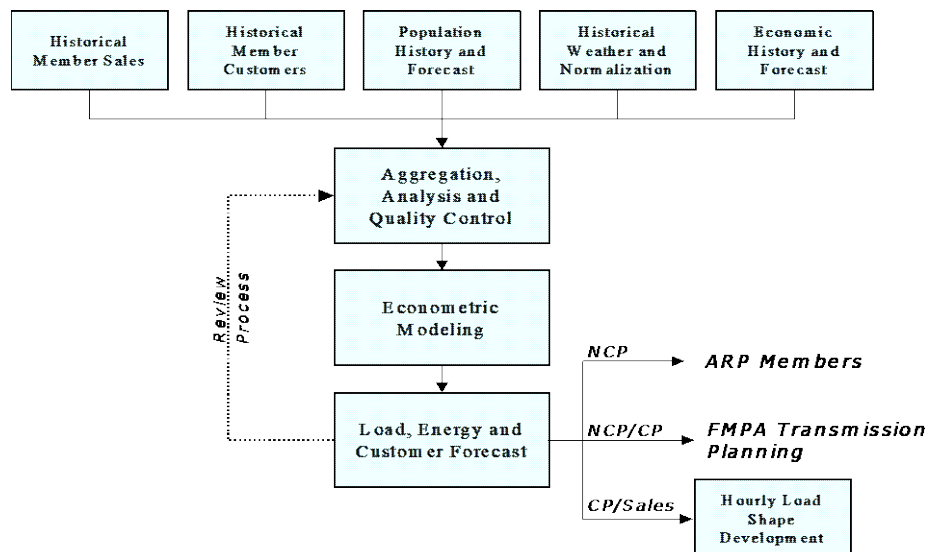 Historical
Member Sales
Historical
Member
Customers
Population
History and
Forecast
Historical
Weather and
Normalization
Economic
History and
Forecast
Aggregation,
Analysis and
Quality Control
Review
Process
Econometric
Modeling
Load, Energy and
Customer Forecast
NCP
ARP Members
NCP/CP
FMPA Transmission
Planning
CP/Sales
Hourly Load
Shape
Development